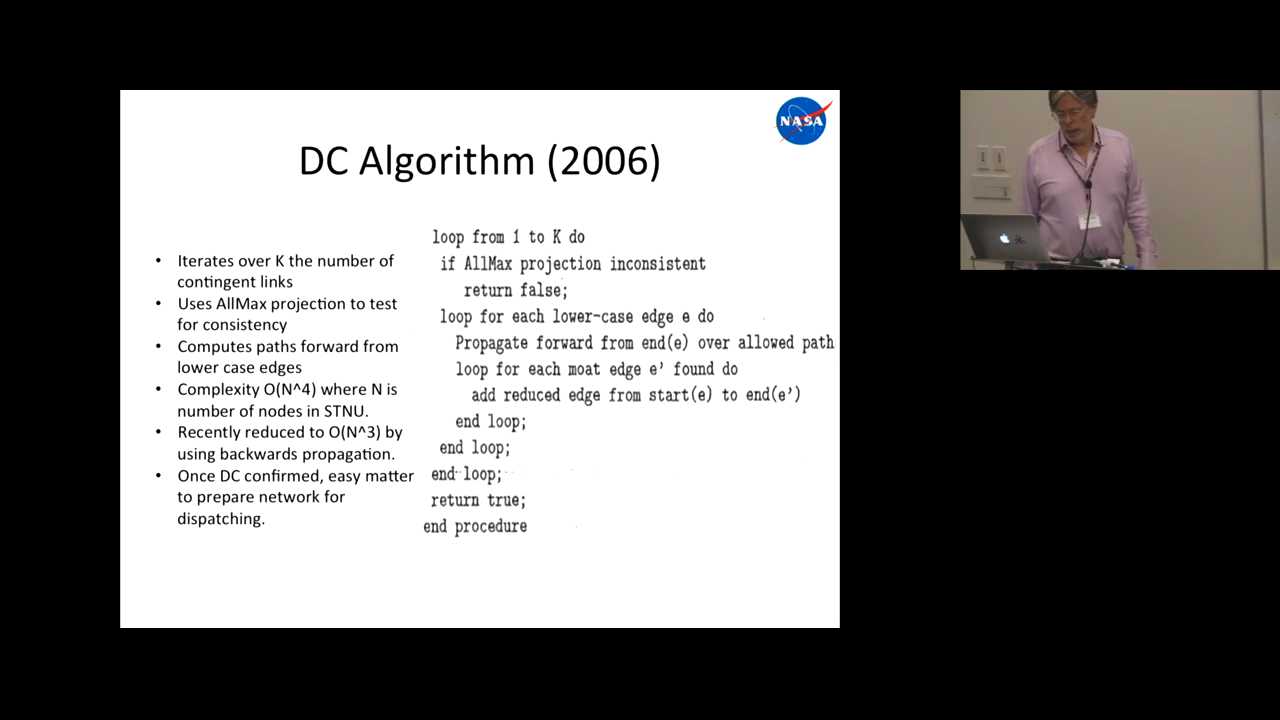 NASA
DC Algorithm (2006)
• Iterates over K the number of
contingent links
• Uses AllMax projection to test
for consistency
• Computes paths forward from
lower case edges
• Complexity O(N^4) where N is
number of nodes in STNU.
• Recently reduced to O(N^3) by
using backwards propagation.
• Once DC confirmed, easy matter
to prepare network for
dispatching.
loop from 1 to K do
if AllMax projection inconsistent
return false;
loop for each lower-case edge e do
Propagate forward from end(e) over allowed path
loop for each moat edge e' found do
add reduced edge from start(e) to end(e')
end loop;
end loop;
end loop;
return true;
end procedure